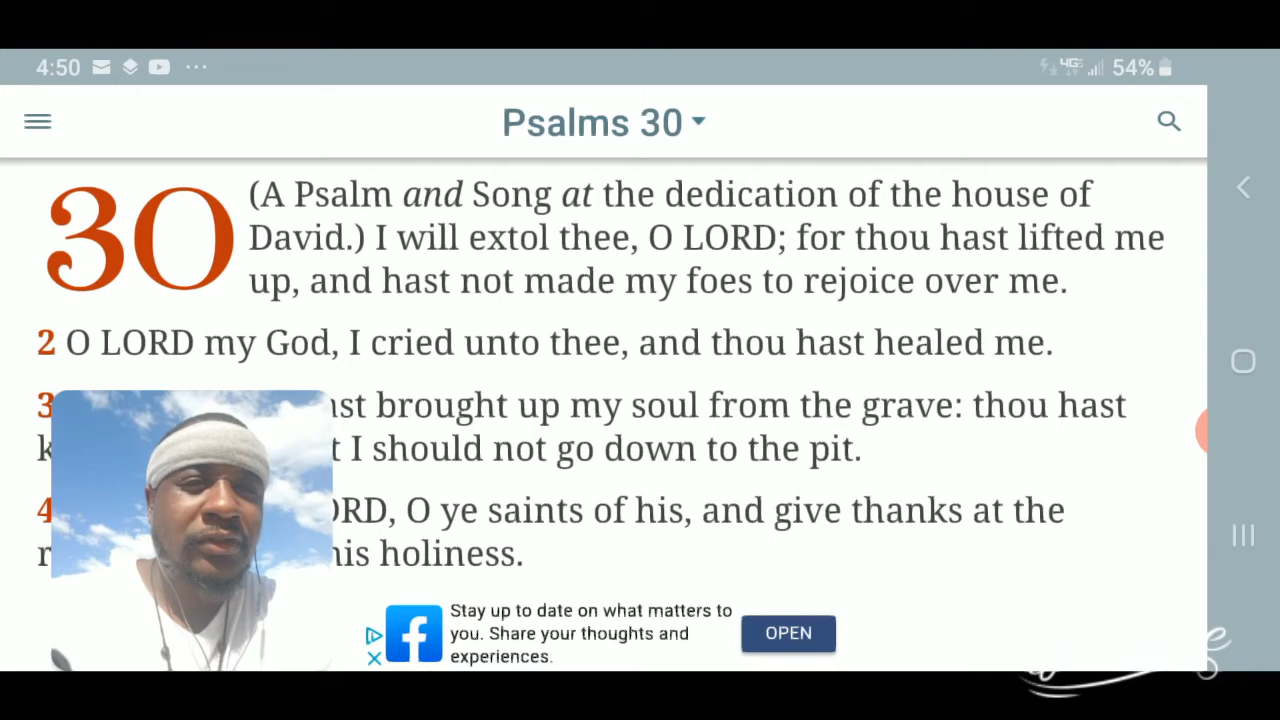 4:50 ... 4G 54%
Psalms 30
30 (A Psalm and Song at the dedication of the house of
David.) I will extol thee, O LORD; for thou hast lifted me
up, and hast not made my foes to rejoice over me.
2 O LORD my God, I cried unto thee, and thou hast healed me.
3 brought up my soul from the grave: thou hast
I should not go down to the pit.
4 O ye saints of his, and give thanks at the
his holiness.
Stay up to date on what matters to
you. Share your thoughts and
experiences.
OPEN